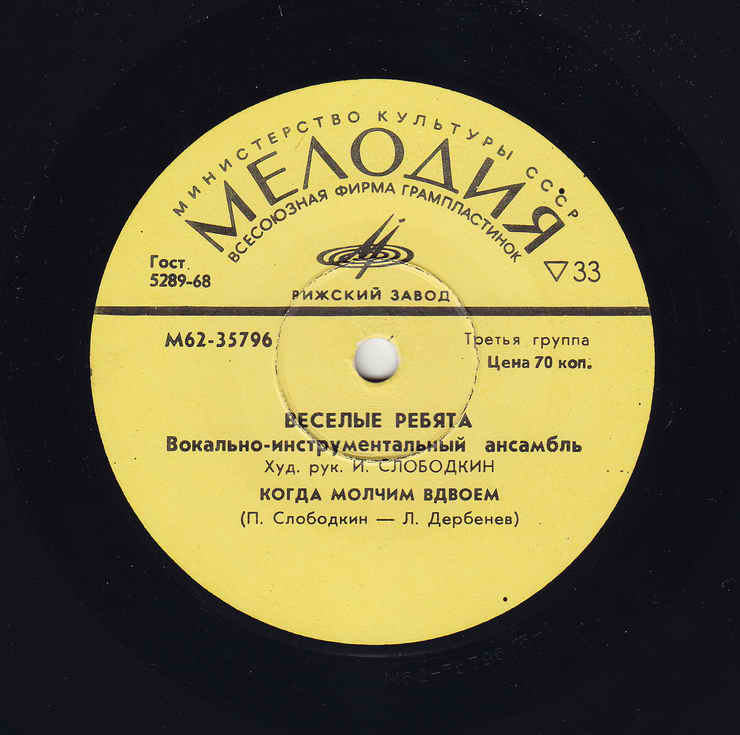 МИНИСТЕРСТВО КУЛЬТУРЫ СССР
МЕЛОДИЯ
ВСЕСОЮЗНАЯ ФИРМА ГРАМПЛАСТИНОК
Гост
5289-68
▽33
РИЖСКИЙ ЗАВОД
М62-35796
Третья группа
Цена 70 коп.
ВЕСЕЛЫЕ РЕБЯТА
Вокально-инструментальный ансамбль
Худ. рук. И. СЛОБОДКИН
КОГДА МОЛЧИМ ВДВОЕМ
(П. Слободкин — Л. Дербенев)